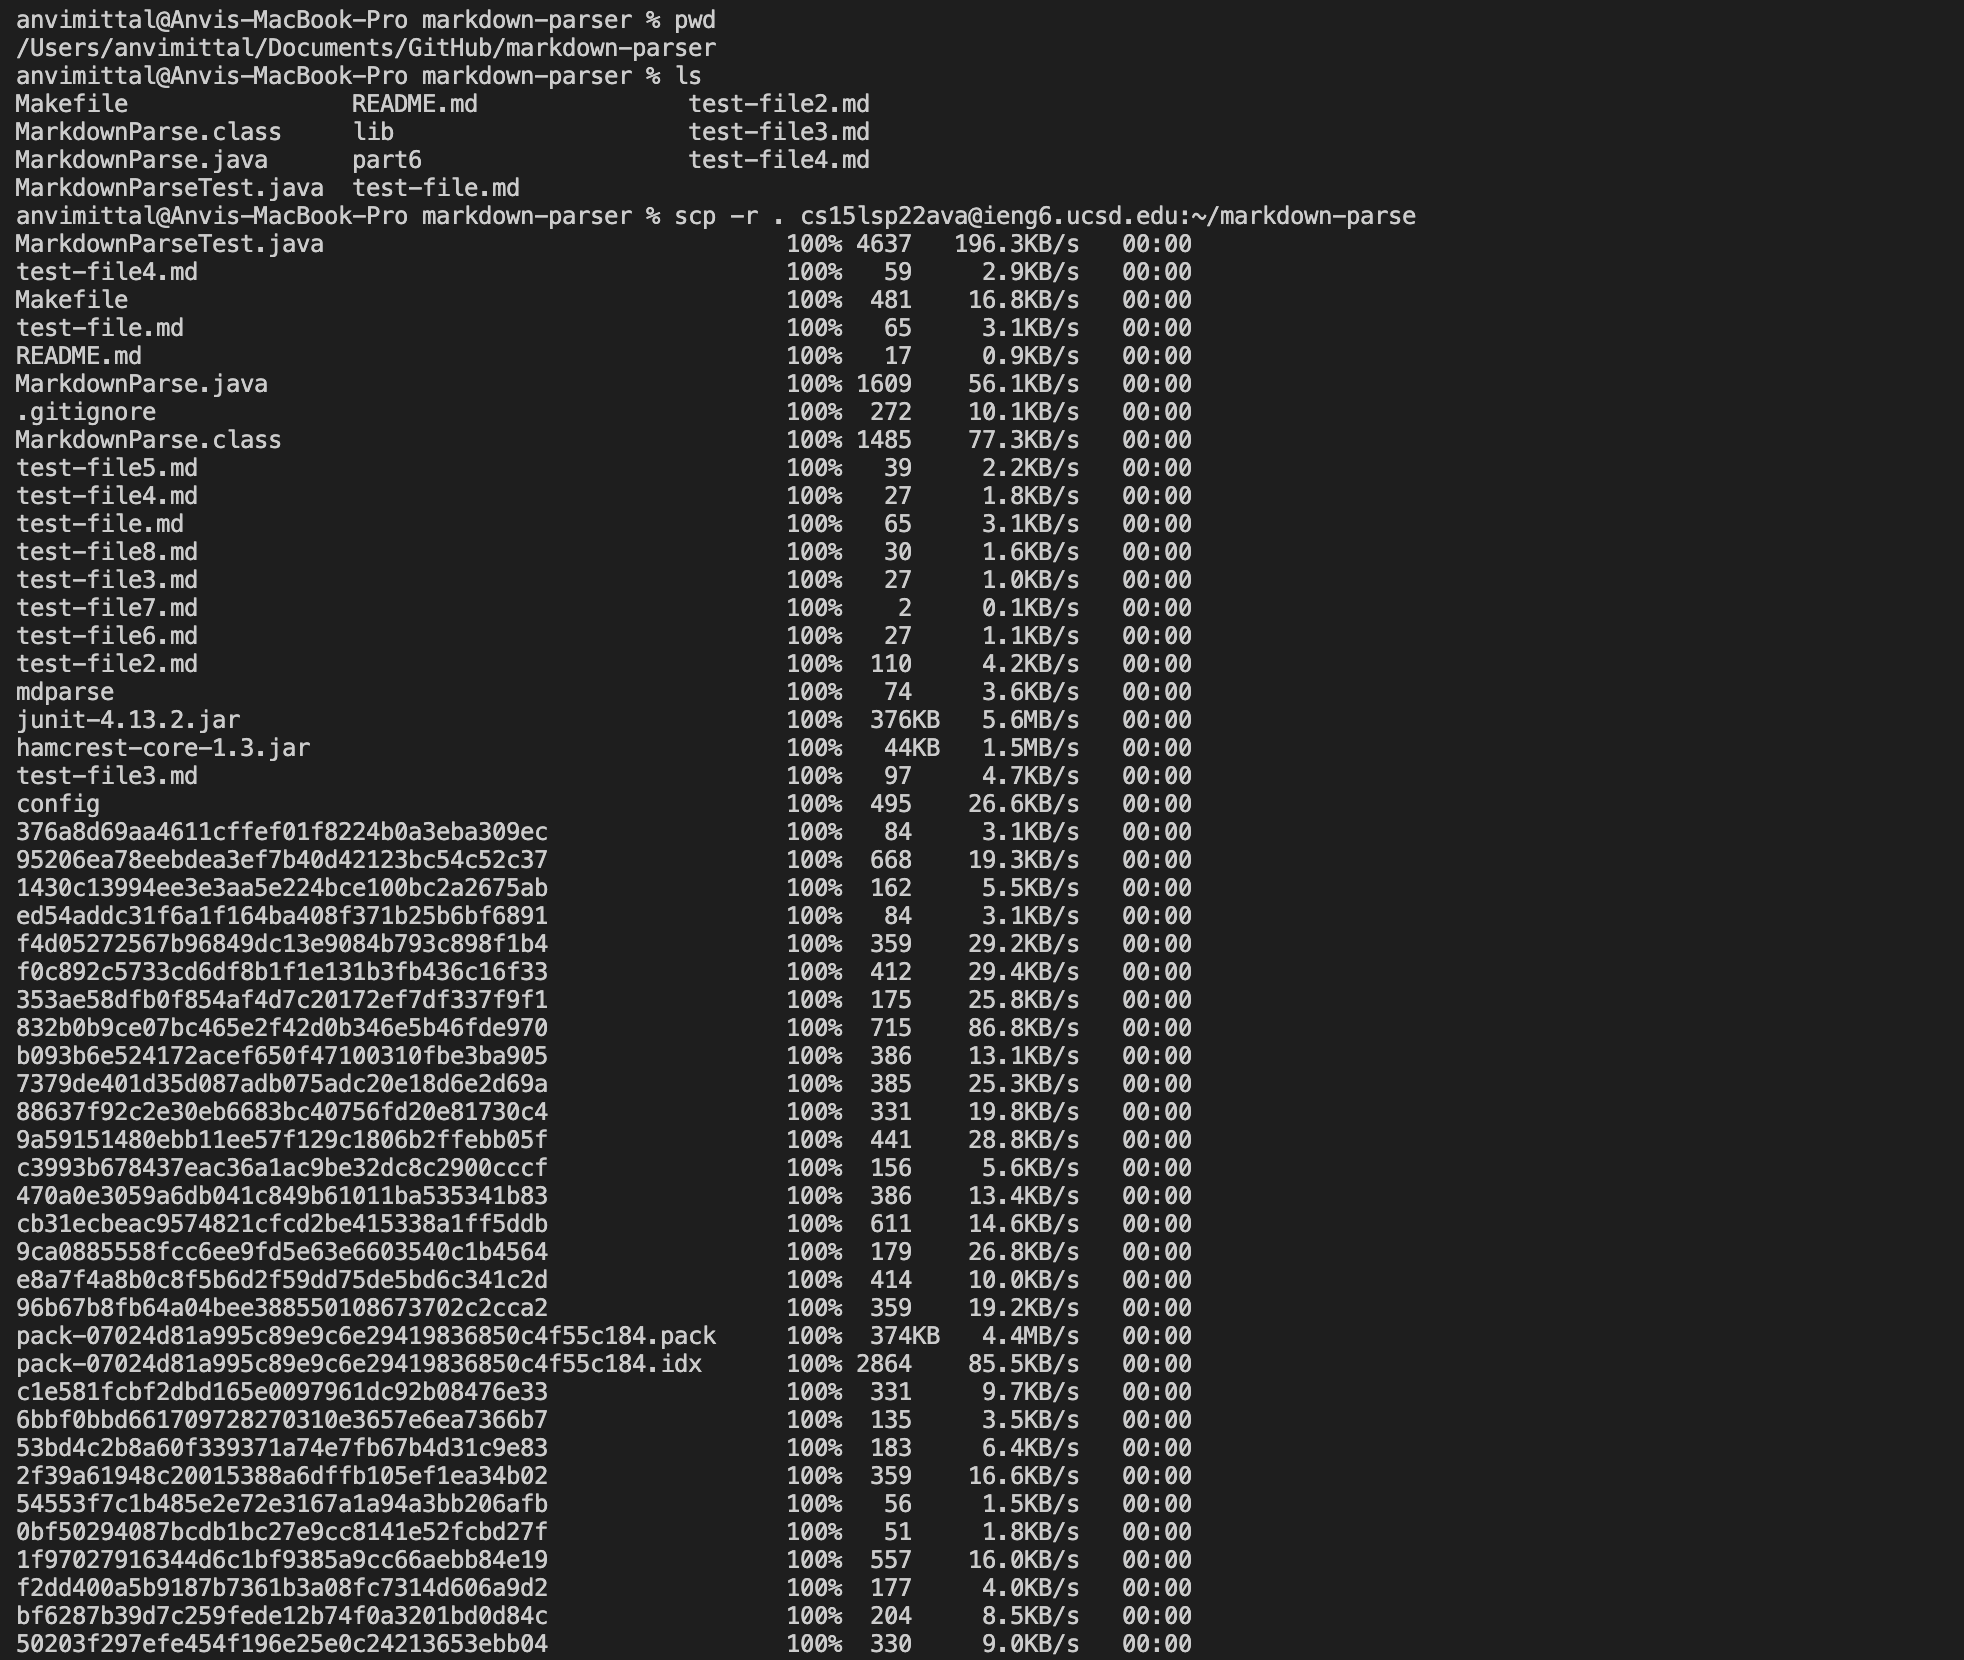 anvimittal@Anvis-MacBook-Pro markdown-parser % pwd
/Users/anvimittal/Documents/GitHub/markdown-parser
anvimittal@Anvis-MacBook-Pro markdown-parser % ls
Makefile README.md test-file2.md
MarkdownParse.class lib test-file3.md
MarkdownParse.java part6 test-file4.md
MarkdownParseTest.java test-file.md
anvimittal@Anvis-MacBook-Pro markdown-parser % scp -r . cs15lsp22ava@ieng6.ucsd.edu:~/markdown-parse
MarkdownParseTest.java 100% 4637 196.3KB/s 00:00
test-file4.md 100% 59 2.9KB/s 00:00
Makefile 100% 481 16.8KB/s 00:00
test-file.md 100% 65 3.1KB/s 00:00
README.md 100% 17 0.9KB/s 00:00
MarkdownParse.java 100% 1609 56.1KB/s 00:00
.gitignore 100% 272 10.1KB/s 00:00
MarkdownParse.class 100% 1485 77.3KB/s 00:00
test-file5.md 100% 39 2.2KB/s 00:00
test-file4.md 100% 27 1.8KB/s 00:00
test-file.md 100% 65 3.1KB/s 00:00
test-file8.md 100% 30 1.6KB/s 00:00
test-file3.md 100% 27 1.0KB/s 00:00
test-file7.md 100% 2 0.1KB/s 00:00
test-file6.md 100% 27 1.1KB/s 00:00
test-file2.md 100% 110 4.2KB/s 00:00
mdparse 100% 74 3.6KB/s 00:00
junit-4.13.2.jar 100% 376KB 5.6MB/s 00:00
hamcrest-core-1.3.jar 100% 44KB 1.5MB/s 00:00
test-file3.md 100% 97 4.7KB/s 00:00
config 100% 495 26.6KB/s 00:00
376a8d69aa4611cffef01f8224b0a3eba309ec 100% 84 3.1KB/s 00:00
95206ea78eebdea3ef7b40d42123bc54c52c37 100% 668 19.3KB/s 00:00
1430c13994ee3e3aa5e224bce100bc2a2675ab 100% 162 5.5KB/s 00:00
ed54addc31f6a1f164ba408f371b25b6bf6891 100% 84 3.1KB/s 00:00
f4d05272567b96849dc13e9084b793c898f1b4 100% 359 29.2KB/s 00:00
f0c892c5733cd6df8b1f1e131b3fb436c16f33 100% 412 29.4KB/s 00:00
353ae58dfb0f854af4d7c20172ef7df337f9f1 100% 175 25.8KB/s 00:00
832b0b9ce07bc465e2f42d0b346e5b46fde970 100% 715 86.8KB/s 00:00
b093b6e524172acef650f47100310fbe3ba905 100% 386 13.1KB/s 00:00
7379de401d35d087adb075adc20e18d6e2d69a 100% 385 25.3KB/s 00:00
88637f92c2e30eb6683bc40756fd20e81730c4 100% 331 19.8KB/s 00:00
9a59151480ebb11ee57f129c1806b2ffebb05f 100% 441 28.8KB/s 00:00
c3993b678437eac36a1ac9be32dc8c2900cccf 100% 156 5.6KB/s 00:00
470a0e3059a6db041c849b61011ba535341b83 100% 386 13.4KB/s 00:00
cb31ecbeac9574821cfcd2be415338a1ff5ddb 100% 611 14.6KB/s 00:00
9ca0885558fcc6ee9fd5e63e6603540c1b4564 100% 179 26.8KB/s 00:00
e8a7f4a8b0c8f5b6d2f59dd75de5bd6c341c2d 100% 414 10.0KB/s 00:00
96b67b8fb64a04bee388550108673702c2cca2 100% 359 19.2KB/s 00:00
pack-07024d81a995c89e9c6e29419836850c4f55c184.pack 100% 374KB 4.4MB/s 00:00
pack-07024d81a995c89e9c6e29419836850c4f55c184.idx 100% 2864 85.5KB/s 00:00
c1e581fcbf2dbd165e0097961dc92b08476e33 100% 331 9.7KB/s 00:00
6bbf0bbd661709728270310e3657e6ea7366b7 100% 135 3.5KB/s 00:00
53bd4c2b8a60f339371a74e7fb67b4d31c9e83 100% 183 6.4KB/s 00:00
2f39a61948c20015388a6dffb105ef1ea34b02 100% 359 16.6KB/s 00:00
54553f7c1b485e2e72e3167a1a94a3bb206afb 100% 56 1.5KB/s 00:00
0bf50294087bcdb1bc27e9cc8141e52fcbd27f 100% 51 1.8KB/s 00:00
1f97027916344d6c1bf9385a9cc66aebb84e19 100% 557 16.0KB/s 00:00
f2dd400a5b9187b7361b3a08fc7314d606a9d2 100% 177 4.0KB/s 00:00
bf6287b39d7c259fede12b74f0a3201bd0d84c 100% 204 8.5KB/s 00:00
50203f297efe454f196e25e0c24213653ebb04 100% 330 9.0KB/s 00:00